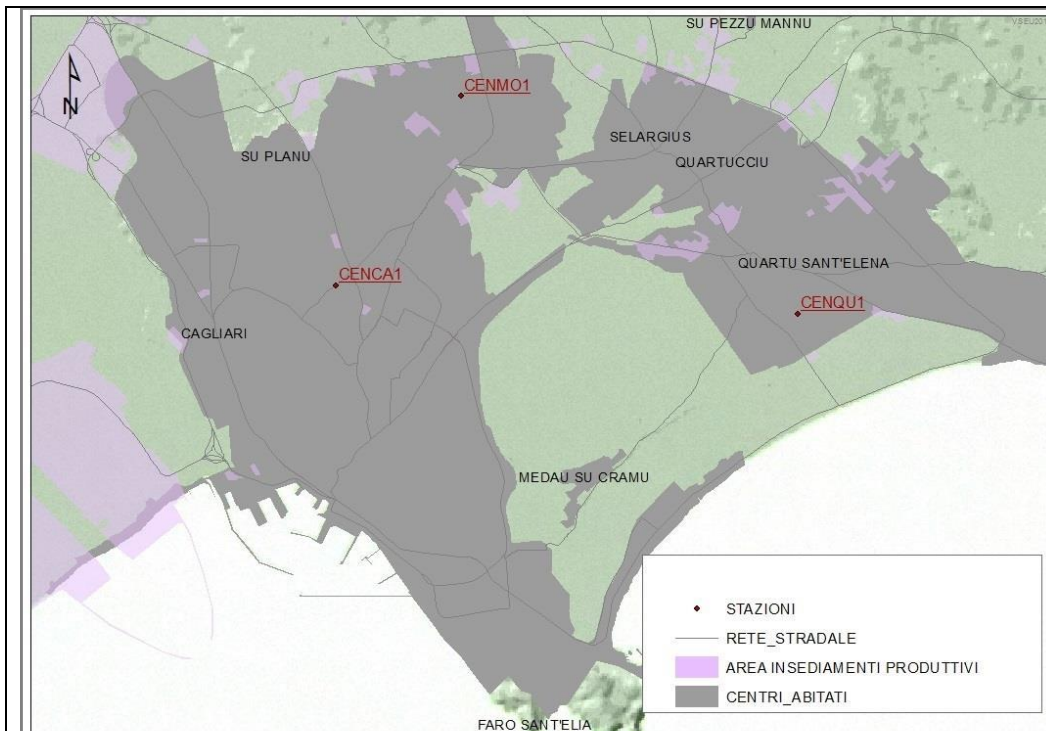 SU PEZZU MANNU
N
CENMO1
SELARGIUS
SU PLANU
QUARTUCCIU
QUARTU SANT'ELENA
CENCA1
CENQU1
CAGLIARI
MEDAU SU CRAMU
STAZIONI
RETE_STRADALE
AREA INSEDIAMENTI PRODUTTIVI
CENTRI_ABITATI
FARO SANT'ELIA